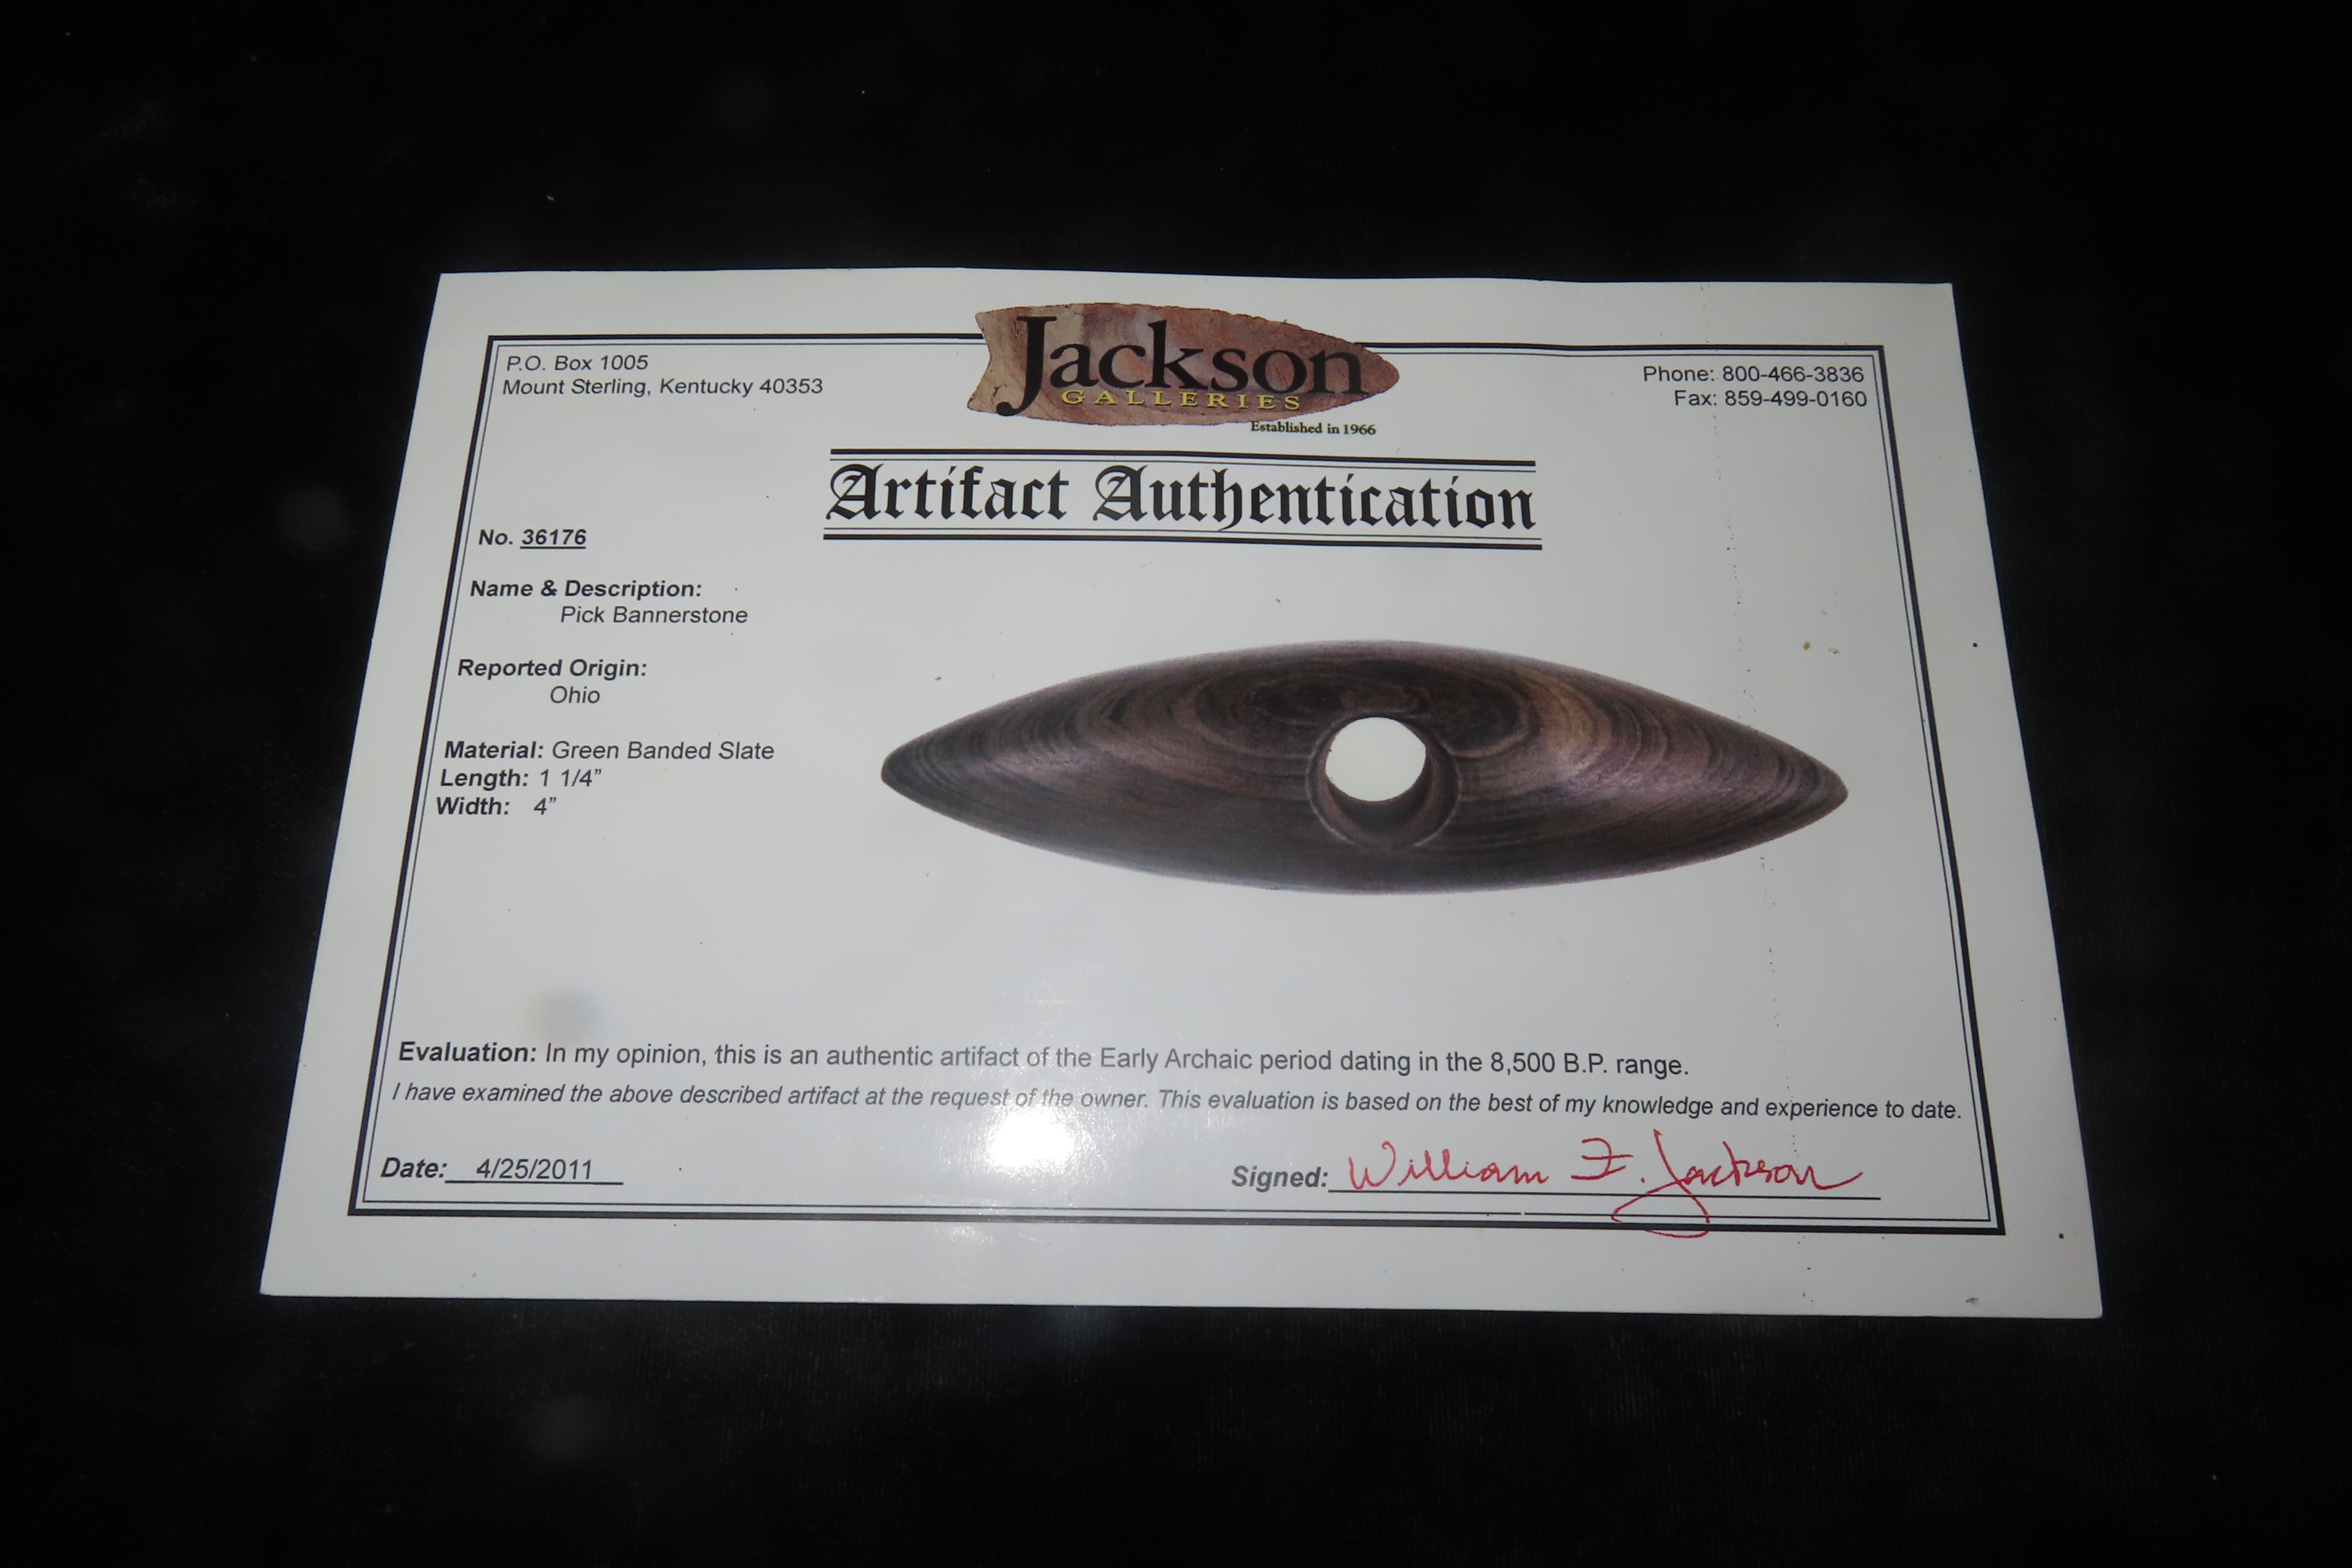 P.O. Box 1005
Mount Sterling, Kentucky 40353
Jackson
GALLERIES
Established in 1966
Phone: 800-466-3836
Fax: 859-499-0160
Artifact Authentication
No. 36176
Name & Description:
Pick Bannerstone
Reported Origin:
Ohio
Material: Green Banded Slate
Length: 1 1/4”
Width: 4”
Evaluation: In my opinion, this is an authentic artifact of the Early Archaic period dating in the 8,500 B.P. range.
I have examined the above described artifact at the request of the owner. This evaluation is based on the best of my knowledge and experience to date.
Date: 4/25/2011
Signed: William F. Jackson